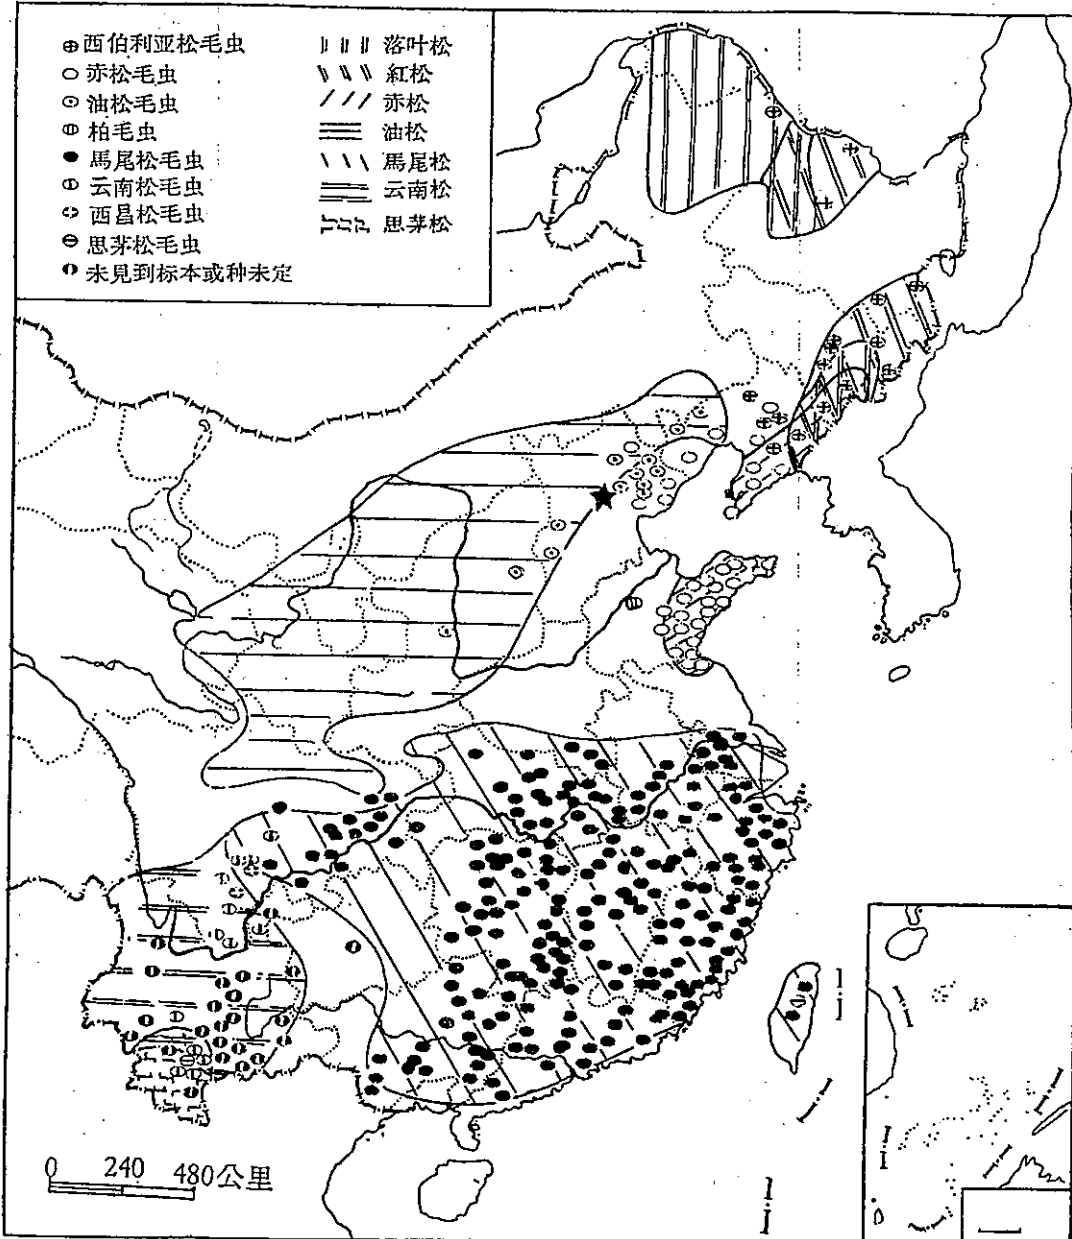 西伯利亚松毛虫
赤松毛虫
油松毛虫
柏毛虫
馬尾松毛虫
云南松毛虫
西昌松毛虫
思茅松毛虫
未見到标本或种未定
落叶松
紅松
赤松
油松
馬尾松
云南松
思茅松
0 240 480公里